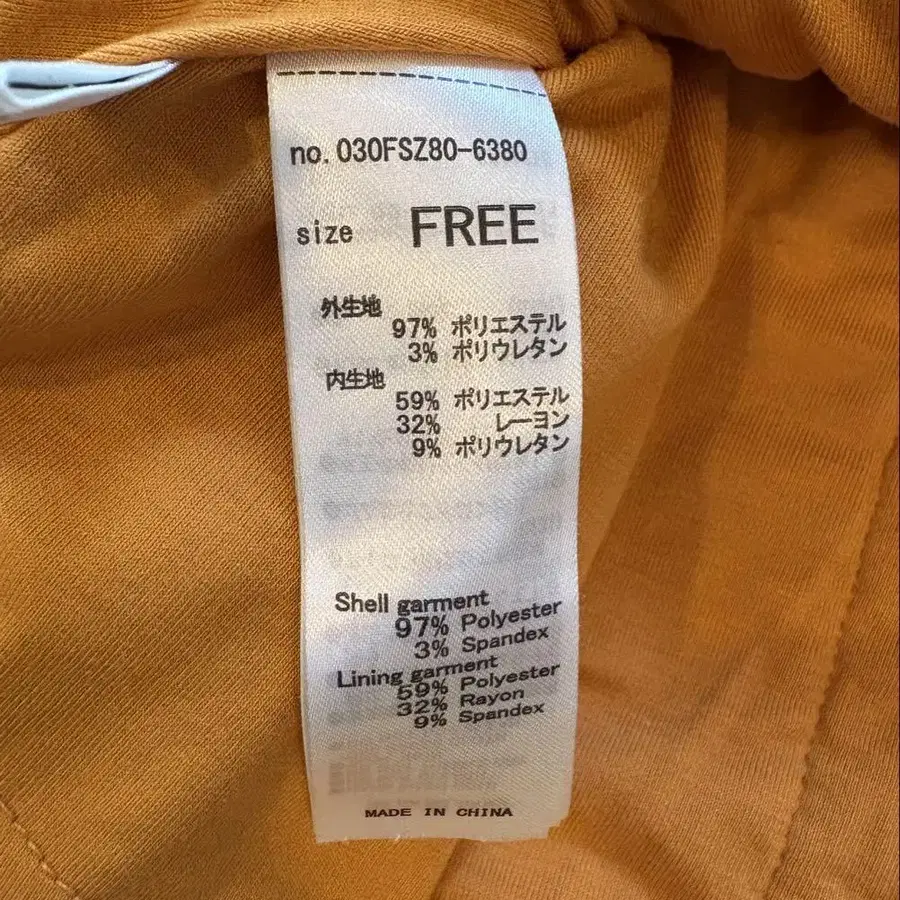 no. 030FSZ80-6380
size FREE
外生地
97% ポリエステル
3% ポリウレタン
内生地
59% ポリエステル
32% レーヨン
9% ポリウレタン
Shell garment
97% Polyester
3% Spandex
Lining garment
59% Polyester
32% Rayon
9% Spandex
MADE IN CHINA